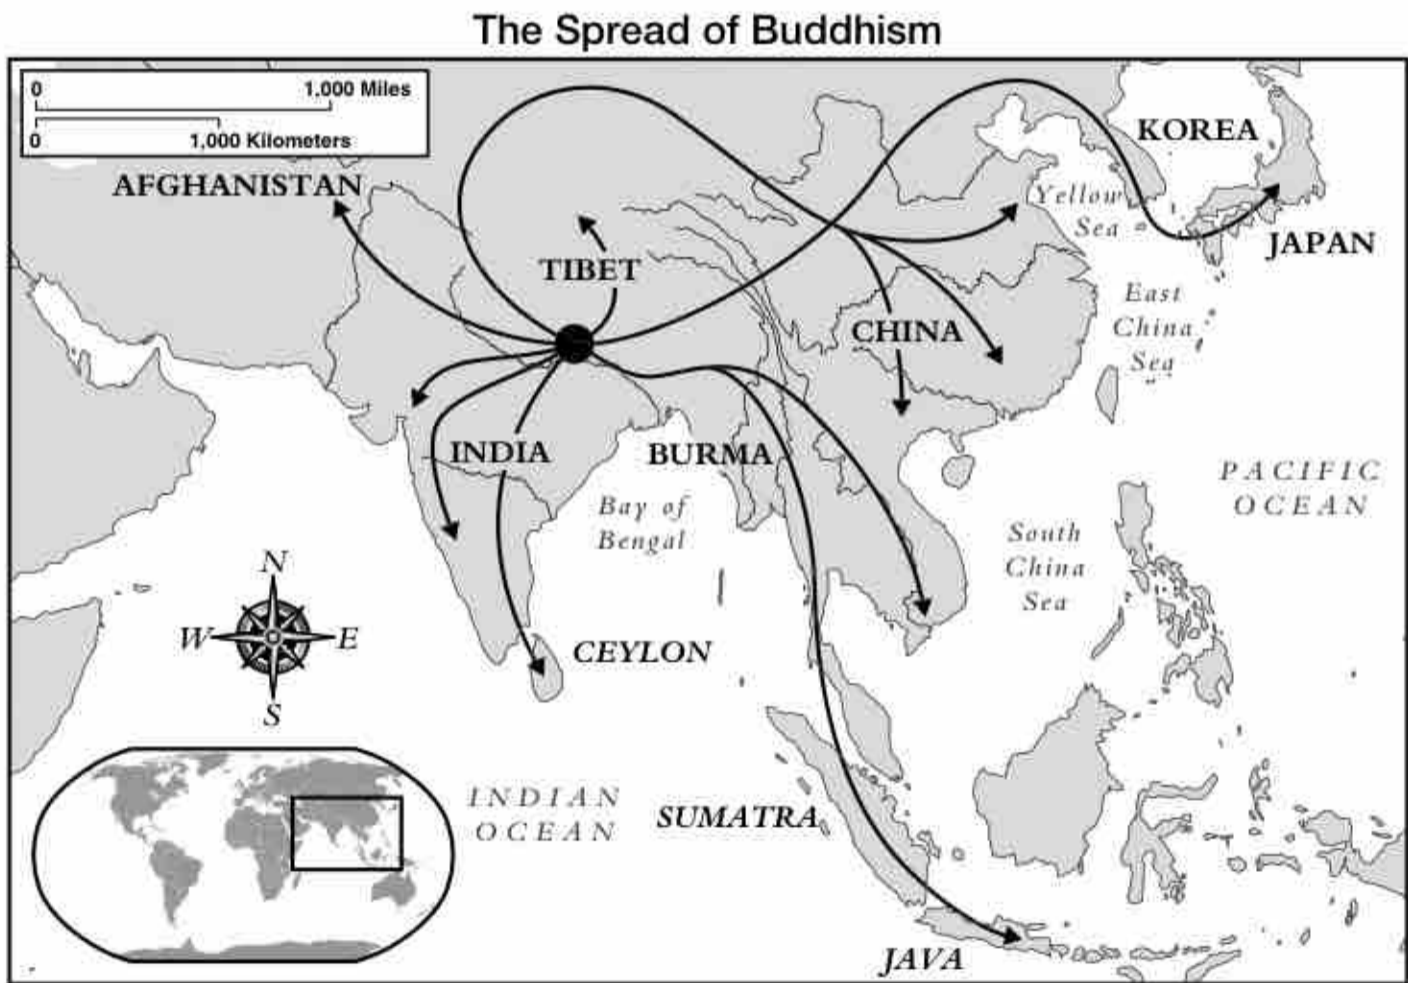 The Spread of Buddhism
0 1,000 Miles
0 1,000 Kilometers
AFGHANISTAN
TIBET
KOREA
Yellow
Sea
JAPAN
East
China
Sea
CHINA
INDIA
BURMA
Bay of
Bengal
PACIFIC
OCEAN
South
China
Sea
N
W E
S
CEYLON
INDIAN
OCEAN
SUMATRA
JAVA